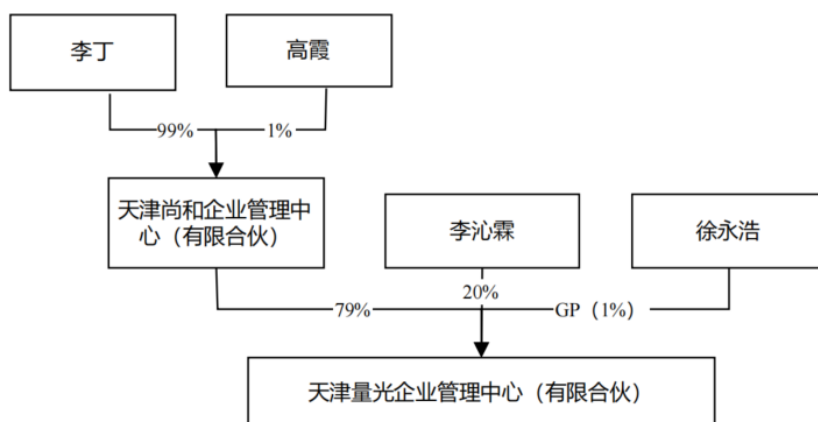 李丁
高霞
99%
1%
天津尚和企业管理中
心（有限合伙）
李沁霖
徐永浩
20%
79%
GP（1%）
天津量光企业管理中心（有限合伙）